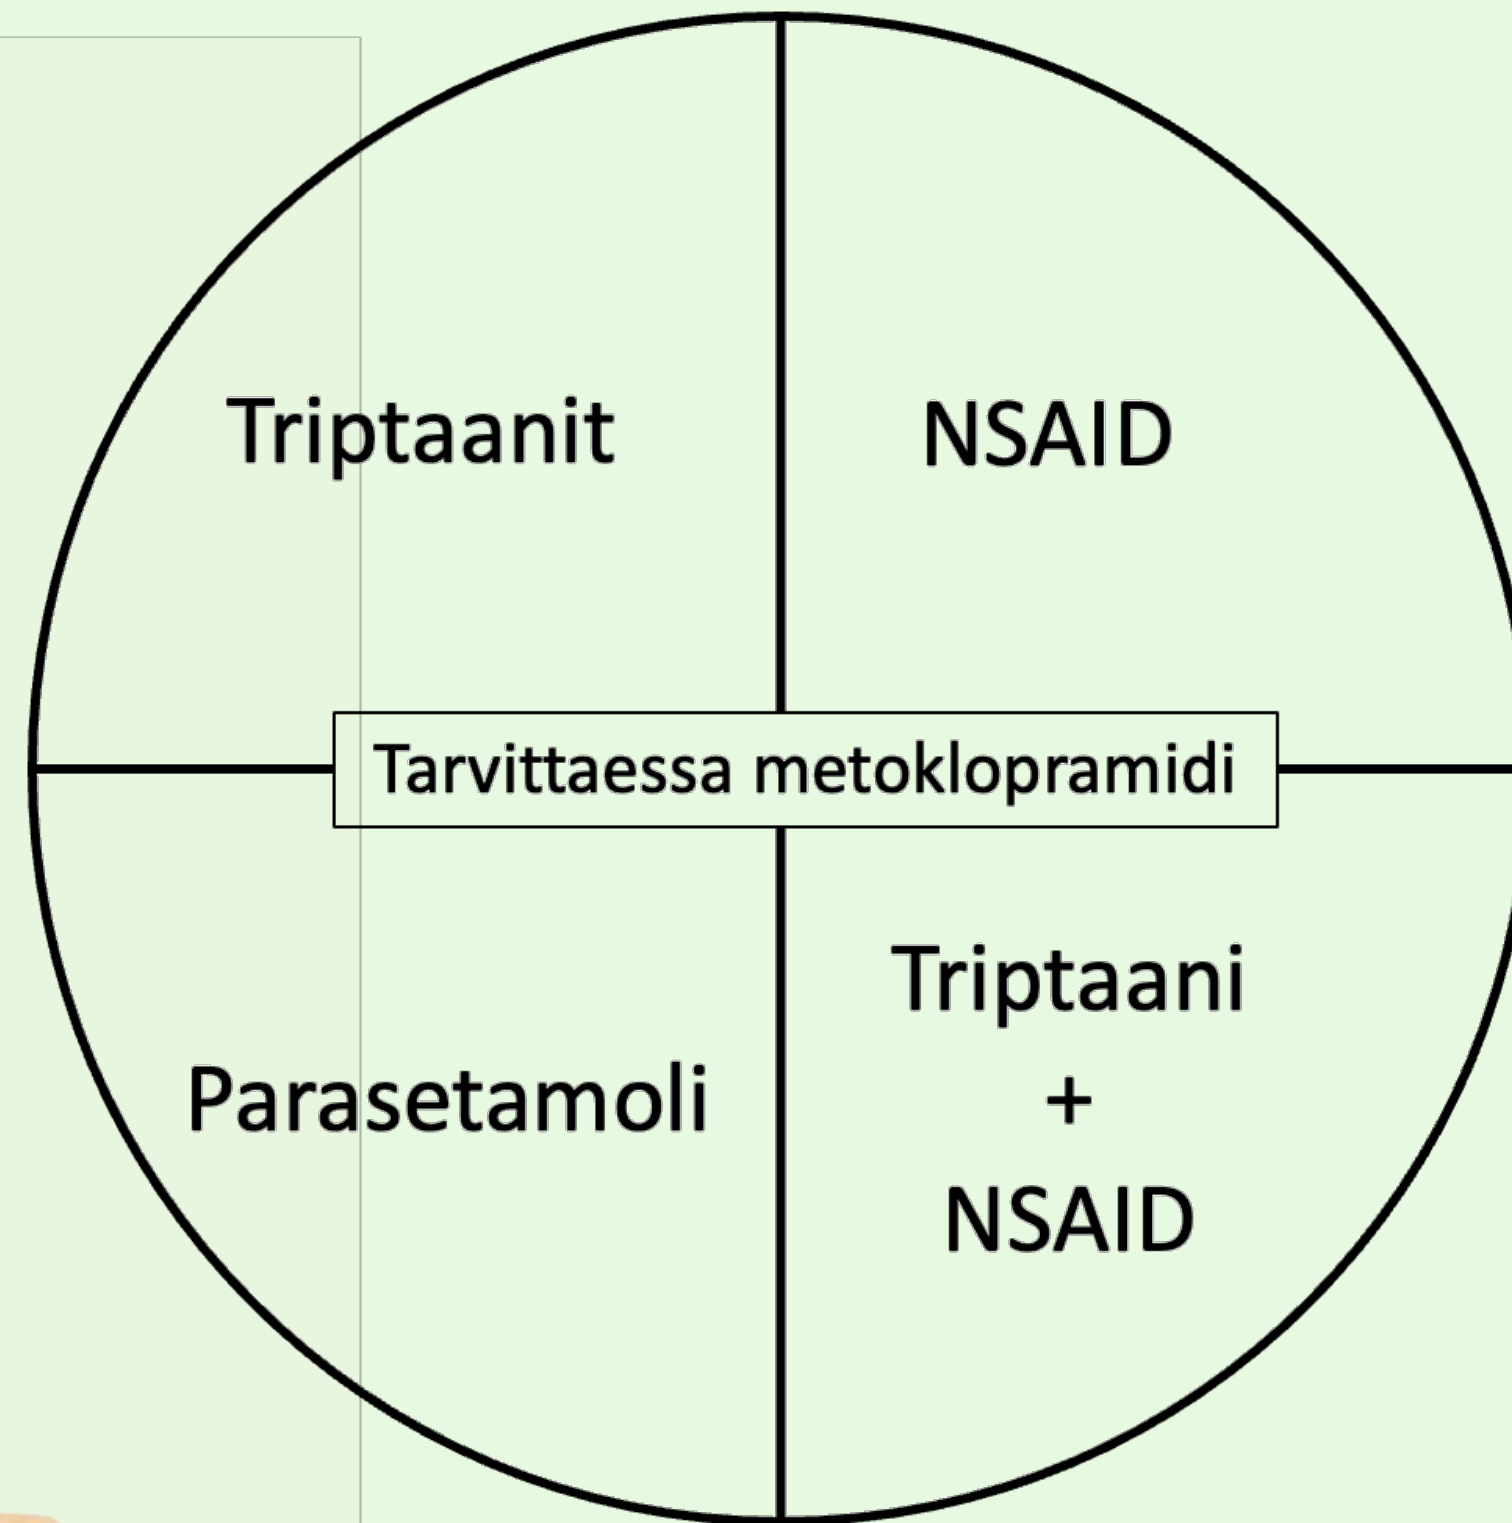 Triptaanit
NSAID
Tarvittaessa metoklopramidi
Parasetamoli
Triptaani
+
NSAID